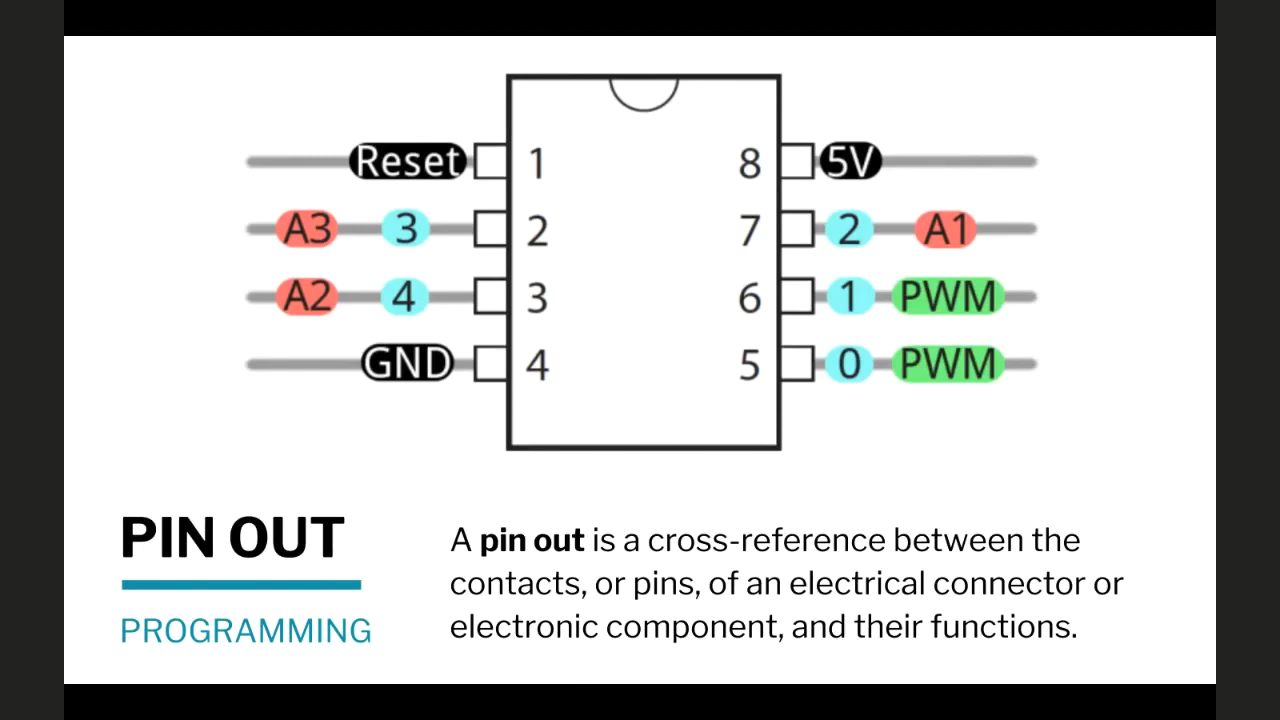 Reset 1 8 5V
A3 3 2 7 2 A1
A2 4 3 6 1 PWM
GND 4 5 0 PWM
PIN OUT
PROGRAMMING
A pin out is a cross-reference between the
contacts, or pins, of an electrical connector or
electronic component, and their functions.